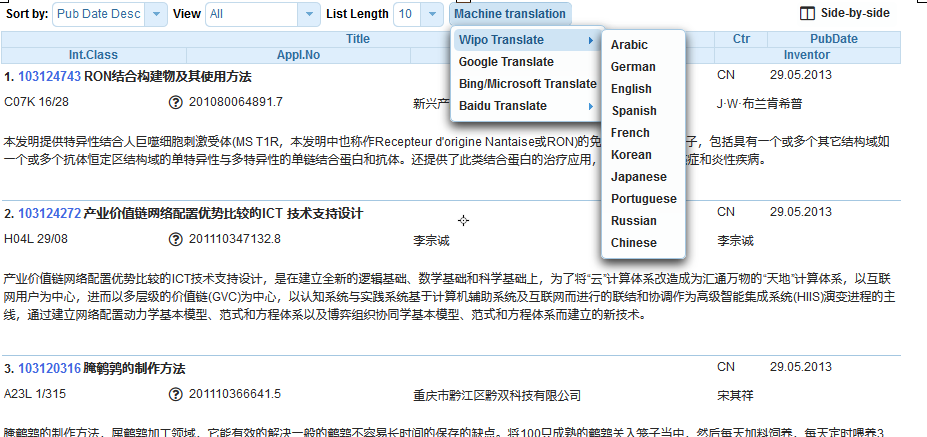 Sort by: Pub Date Desc View All List Length 10 Machine translation Side-by-side
Wipo Translate
Google Translate
Bing/Microsoft Translate
Baidu Translate
Arabic
German
English
Spanish
French
Korean
Japanese
Portuguese
Russian
Chinese
Title Ctr PubDate
Int.Class Appl.No Inventor
1. 103124743 RON结合构建物及其使用方法 CN 29.05.2013
C07K 16/28 201080064891.7 新兴产 J·W·布兰肯希普
本发明提供特异性结合人巨噬细胞刺激受体(MS T1R，本发明中也称作Recepteur d'origine Nantaise或RON)的免 子，包括具有一个或多个其它结构域如
一个或多个抗体恒定区结构域的单特异性与多特异性的单链结合蛋白和抗体。还提供了此类结合蛋白的治疗应用， 症和炎性疾病。
2. 103124272 产业价值链网络配置优势比较的ICT 技术支持设计 CN 29.05.2013
H04L 29/08 201110347132.8 李宗诚 李宗诚
产业价值链网络配置优势比较的ICT技术支持设计，是在建立全新的逻辑基础、数学基础和科学基础上，为了将“云”计算体系改造成为汇通万物的“天地”计算体系，以互联
网用户为中心，进而以多层级的价值链(GVC)为中心，以认知系统与实践系统基于计算机辅助系统及互联网而进行的联结和协调作为高级智能集成系统(HIIS)演变进程的主
线，通过建立网络配置动力学基本模型、范式和方程体系以及博弈组织协同学基本模型、范式和方程体系而建立的新技术。
3. 103120316 腌鹌鹑的制作方法 CN 29.05.2013
A23L 1/315 201110366641.5 重庆市黔江区黔双科技有限公司 宋其祥
腌鹌鹑的制作方法，属鹌鹑加工领域，它能有效的解决一般的鹌鹑不容易长时间的保存的缺点。将100只成熟的鹌鹑关入笼子当中，然后每天加料饲养，每天定时喂养3